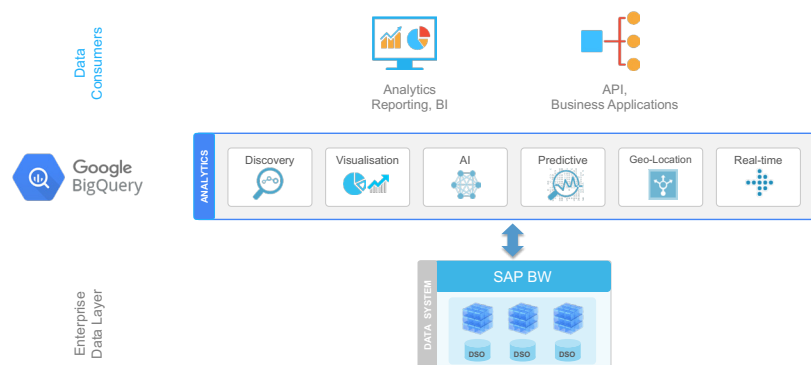 Data
Consumers
Analytics
Reporting, BI
API,
Business Applications
Google
BigQuery
ANALYTICS
Discovery
Visualisation
AI
Predictive
Geo-Location
Real-time
Enterprise
Data Layer
DATA SYSTEM
SAP BW
DSO
DSO
DSO